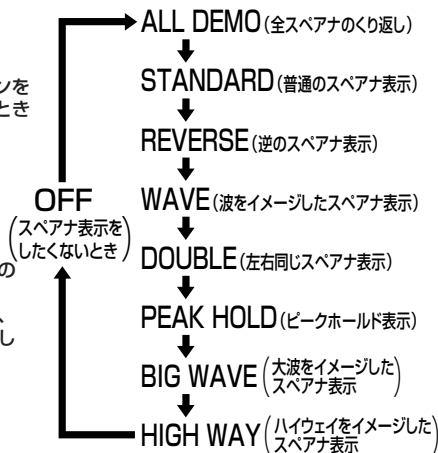 ALL DEMO(全スペアナのくり返し)
STANDARD(普通のスペアナ表示)
REVERSE(逆のスペアナ表示)
WAVE(波をイメージしたスペアナ表示)
DOUBLE(左右同じスペアナ表示)
PEAK HOLD(ピークホールド表示)
BIG WAVE(大波をイメージした
スペアナ表示)
HIGH WAY(ハイウェイをイメージした
スペアナ表示)
OFF
(スペアナ表示を
したくないとき)
ンを
とき
の
、
し